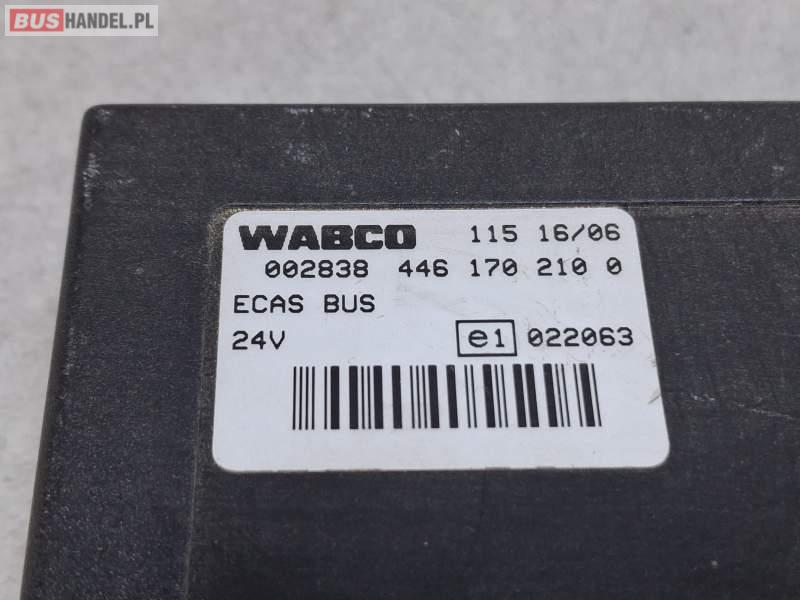 BUSHANDEL.PL
WABCO 115 16/06
002838 446 170 210 0
ECAS BUS
24V e1 022063